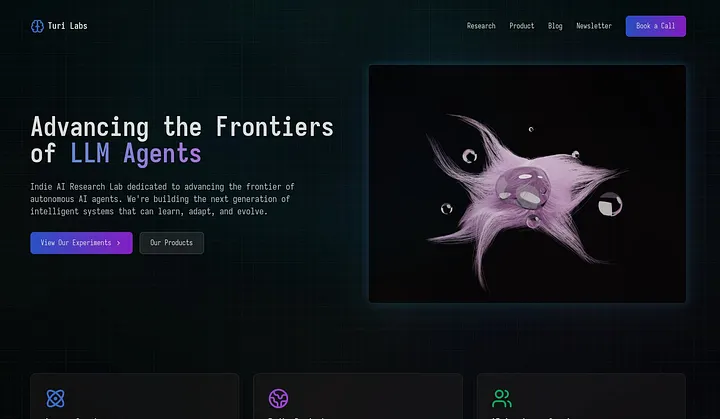 Turi Labs
Research
Product
Blog
Newsletter
Book a Call
Advancing the Frontiers
of LLM Agents
Indie AI Research Lab dedicated to advancing the frontier of
autonomous AI agents. We're building the next generation of
intelligent systems that can learn, adapt, and evolve.
View Our Experiments
Our Products